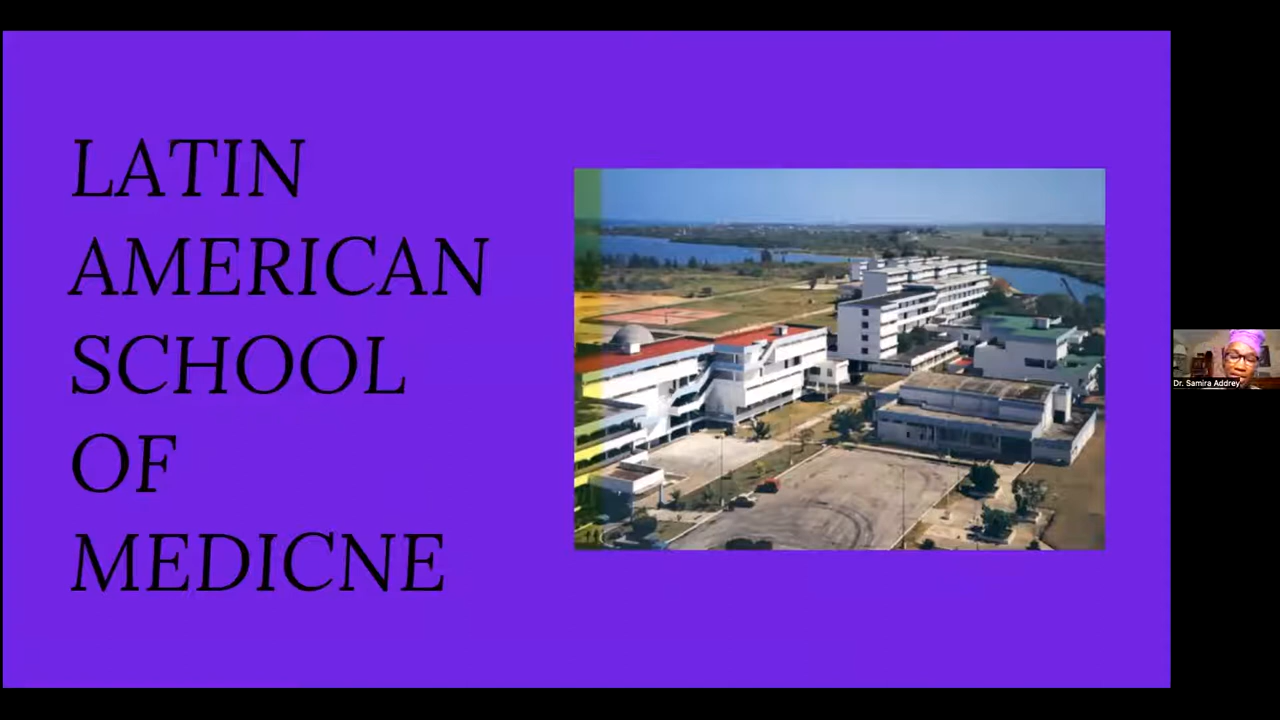 LATIN
AMERICAN
SCHOOL
OF
MEDICNE
Dr. Samira Addrey